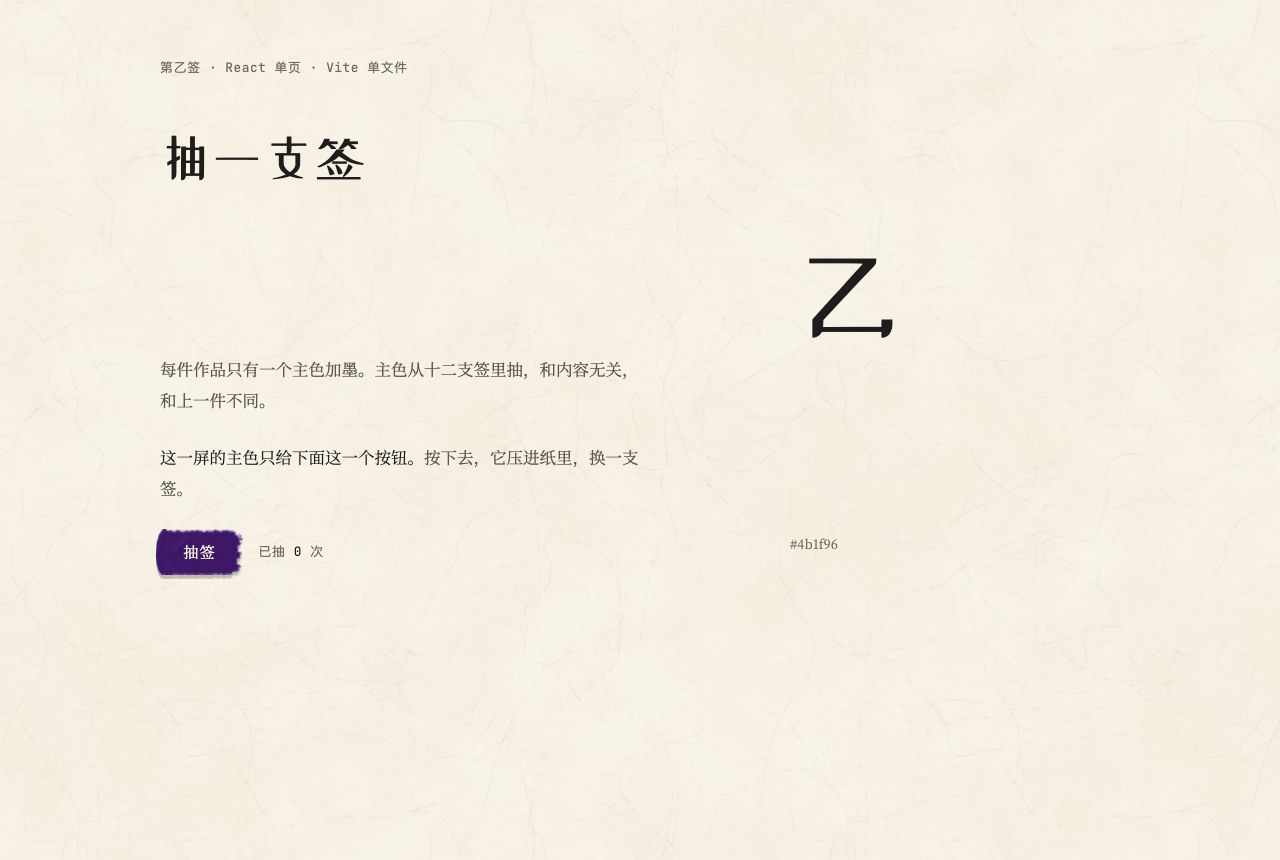 第乙签 · React 单页 · Vite 单文件
抽一支签
乙
每件作品只有一个主色加墨。主色从十二支签里抽，和内容无关，
和上一件不同。
这一屏的主色只给下面这一个按钮。按下去，它压进纸里，换一支
签。
抽签
已抽 0 次
#4b1f96